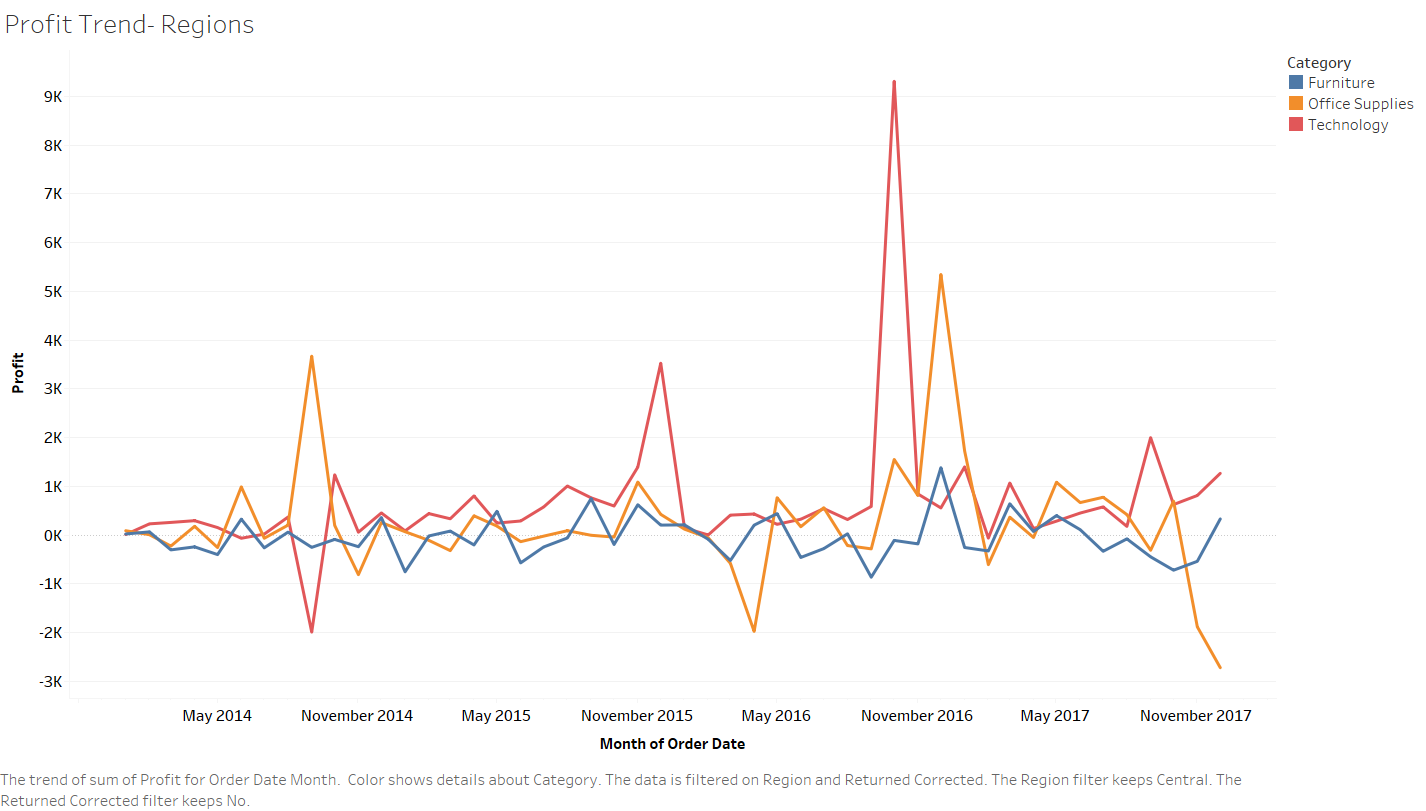 Profit Trend- Regions
Category
Furniture
Office Supplies
Technology
9K
8K
7K
6K
5K
4K
3K
2K
1K
0K
-1K
-2K
-3K
Profit
May 2014 November 2014 May 2015 November 2015 May 2016 November 2016 May 2017 November 2017
Month of Order Date
The trend of sum of Profit for Order Date Month. Color shows details about Category. The data is filtered on Region and Returned Corrected. The Region filter keeps Central. The
Returned Corrected filter keeps No.